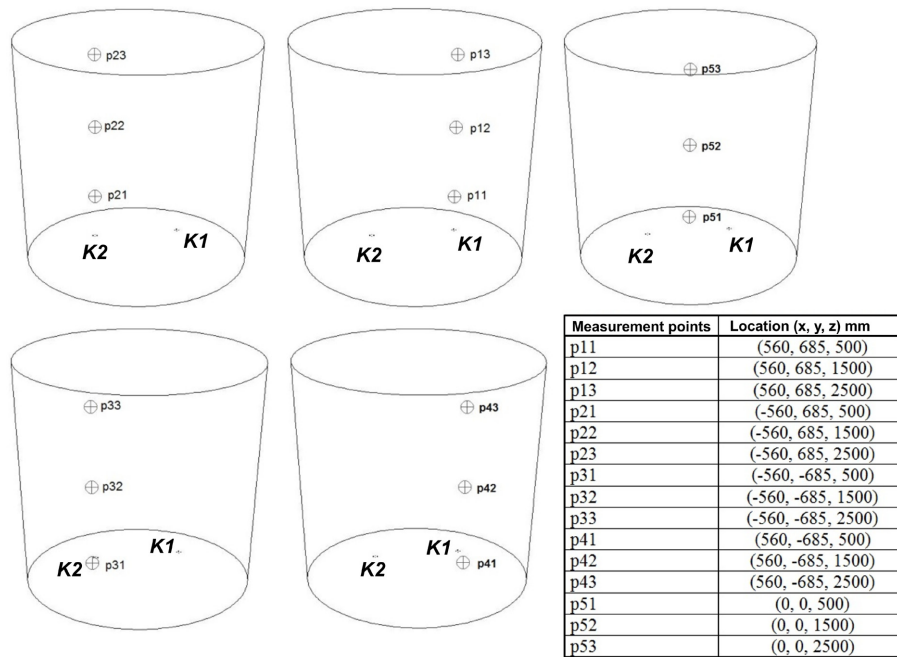 p23
p22
p21
K2
K1
p13
p12
p11
K2
K1
p53
p52
p51
K2
K1
p33
p32
p31
K2
K1
p43
p42
p41
K2
K1
Measurement points Location (x, y, z) mm
p11 (560, 685, 500)
p12 (560, 685, 1500)
p13 (560, 685, 2500)
p21 (-560, 685, 500)
p22 (-560, 685, 1500)
p23 (-560, 685, 2500)
p31 (-560, -685, 500)
p32 (-560, -685, 1500)
p33 (-560, -685, 2500)
p41 (560, -685, 500)
p42 (560, -685, 1500)
p43 (560, -685, 2500)
p51 (0, 0, 500)
p52 (0, 0, 1500)
p53 (0, 0, 2500)